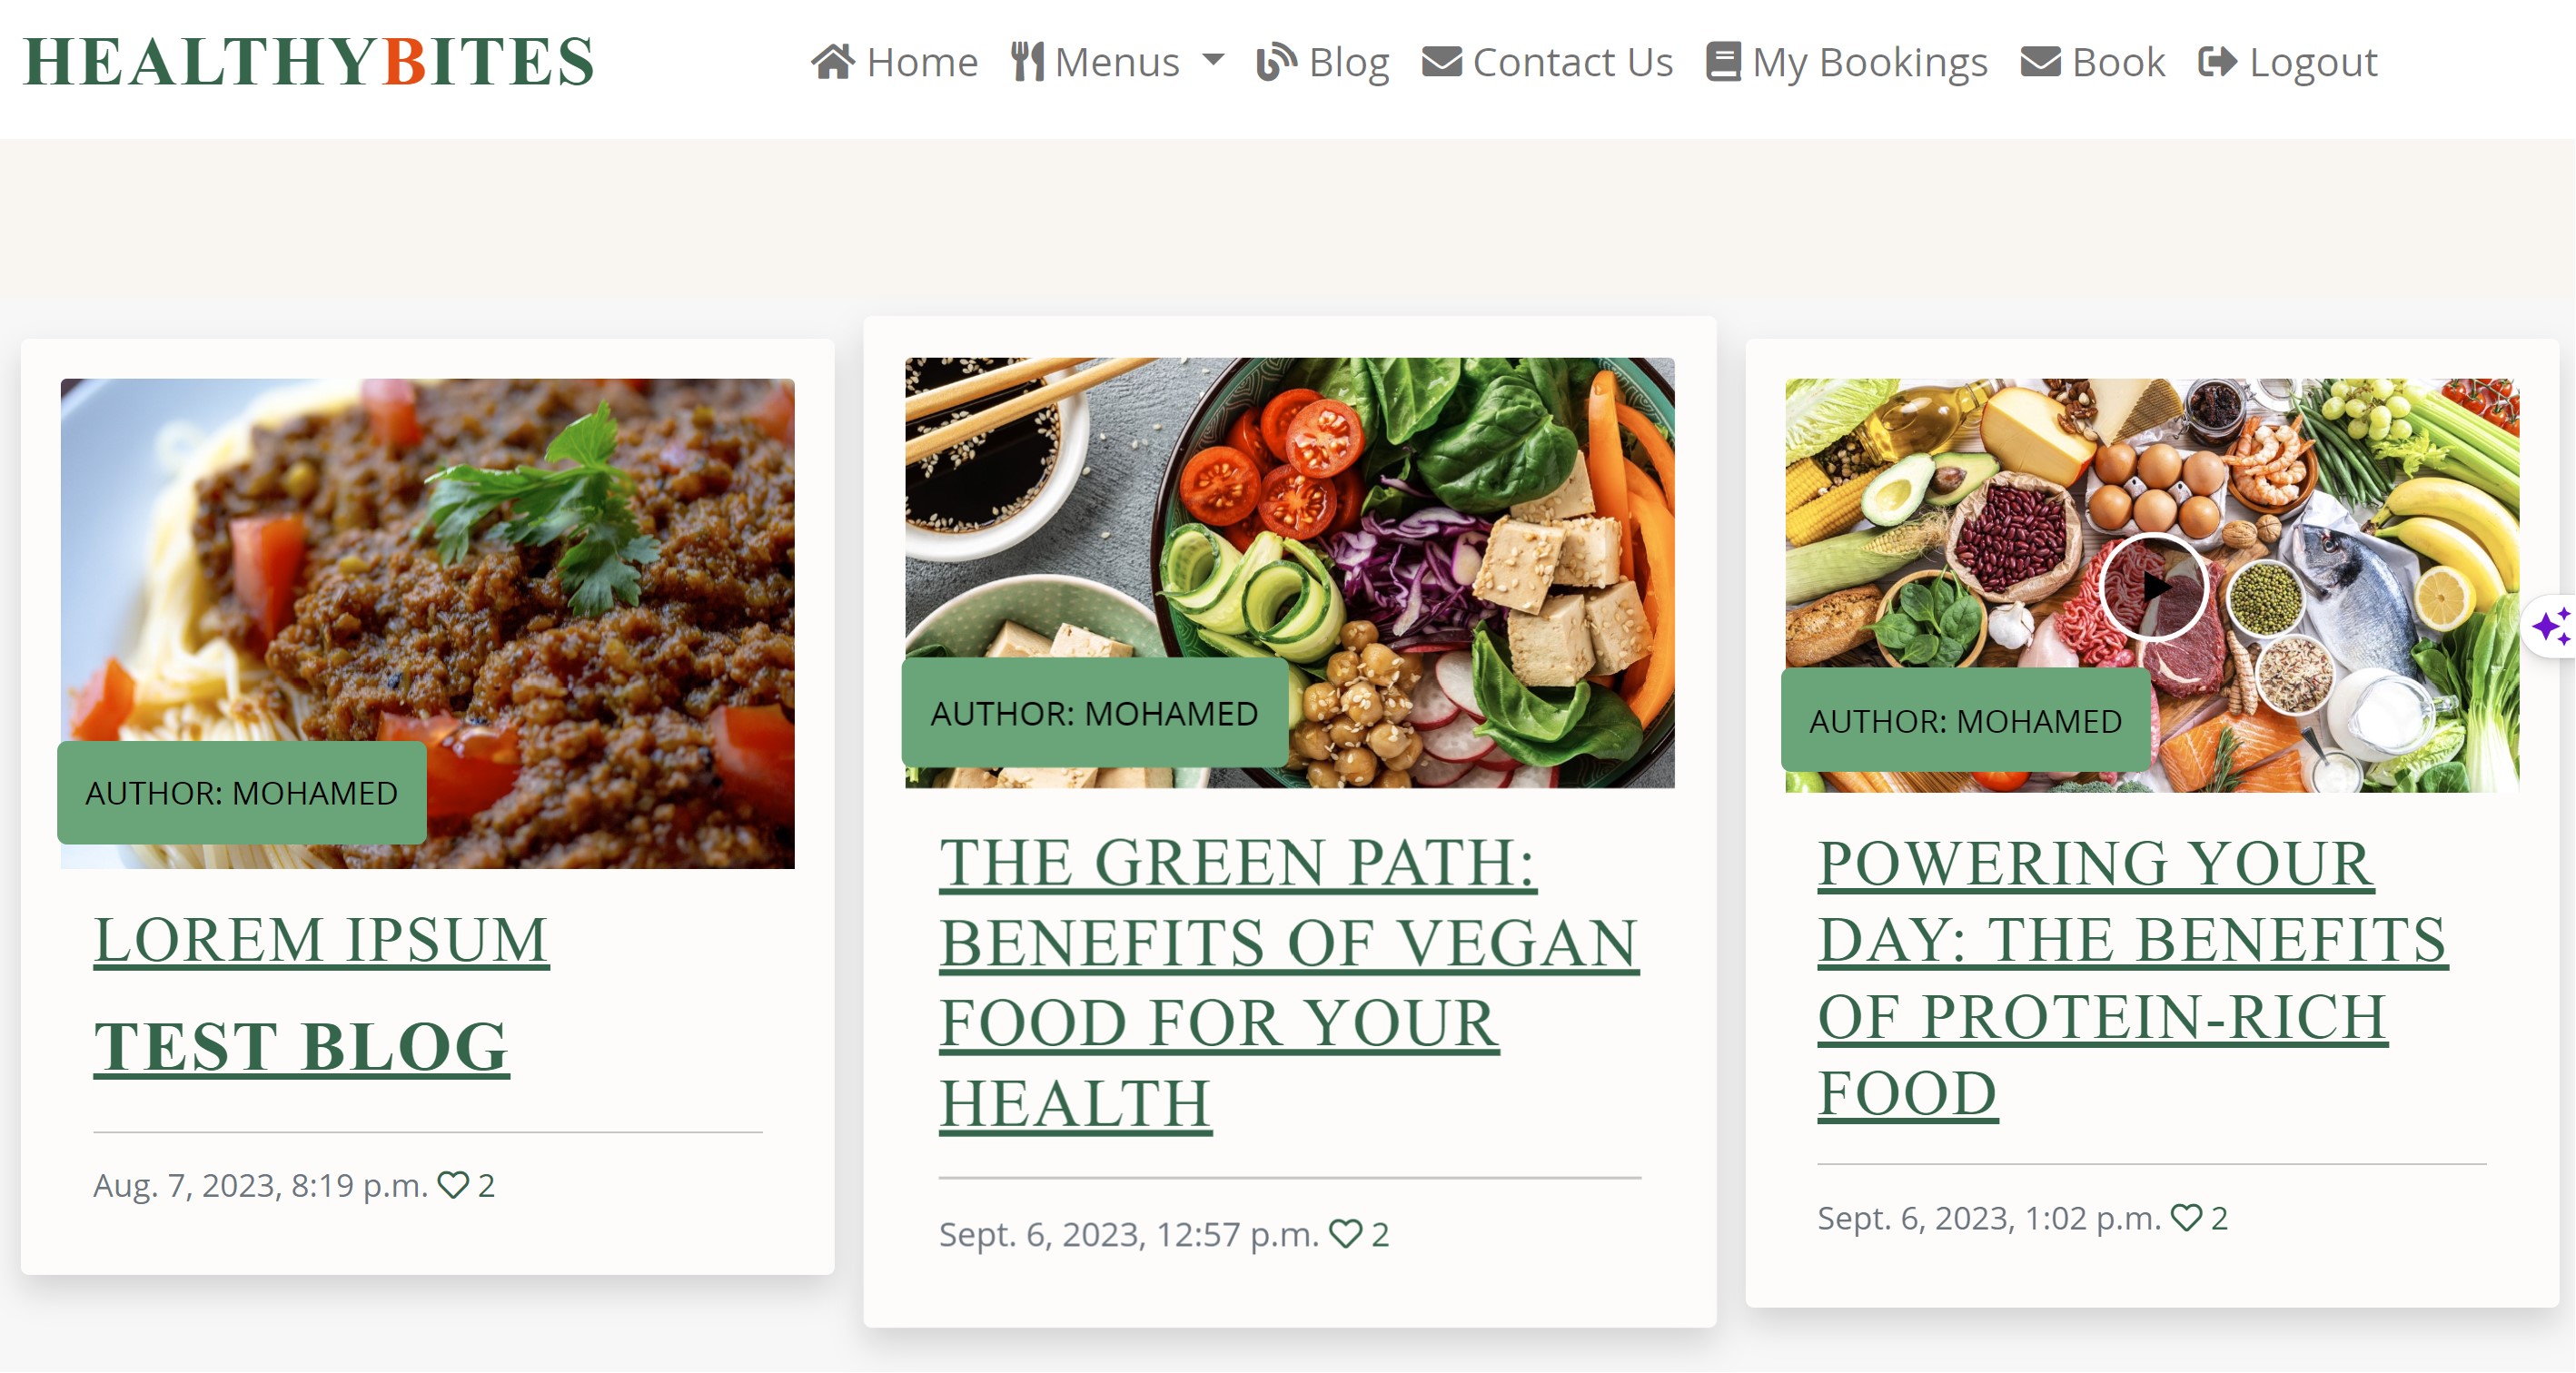 HEALTHYBITES
Home Menus Blog Contact Us My Bookings Book Logout
AUTHOR: MOHAMED
LOREM IPSUM
TEST BLOG
Aug. 7, 2023, 8:19 p.m. 2
AUTHOR: MOHAMED
THE GREEN PATH:
BENEFITS OF VEGAN
FOOD FOR YOUR
HEALTH
Sept. 6, 2023, 12:57 p.m. 2
AUTHOR: MOHAMED
POWERING YOUR
DAY: THE BENEFITS
OF PROTEIN-RICH
FOOD
Sept. 6, 2023, 1:02 p.m. 2